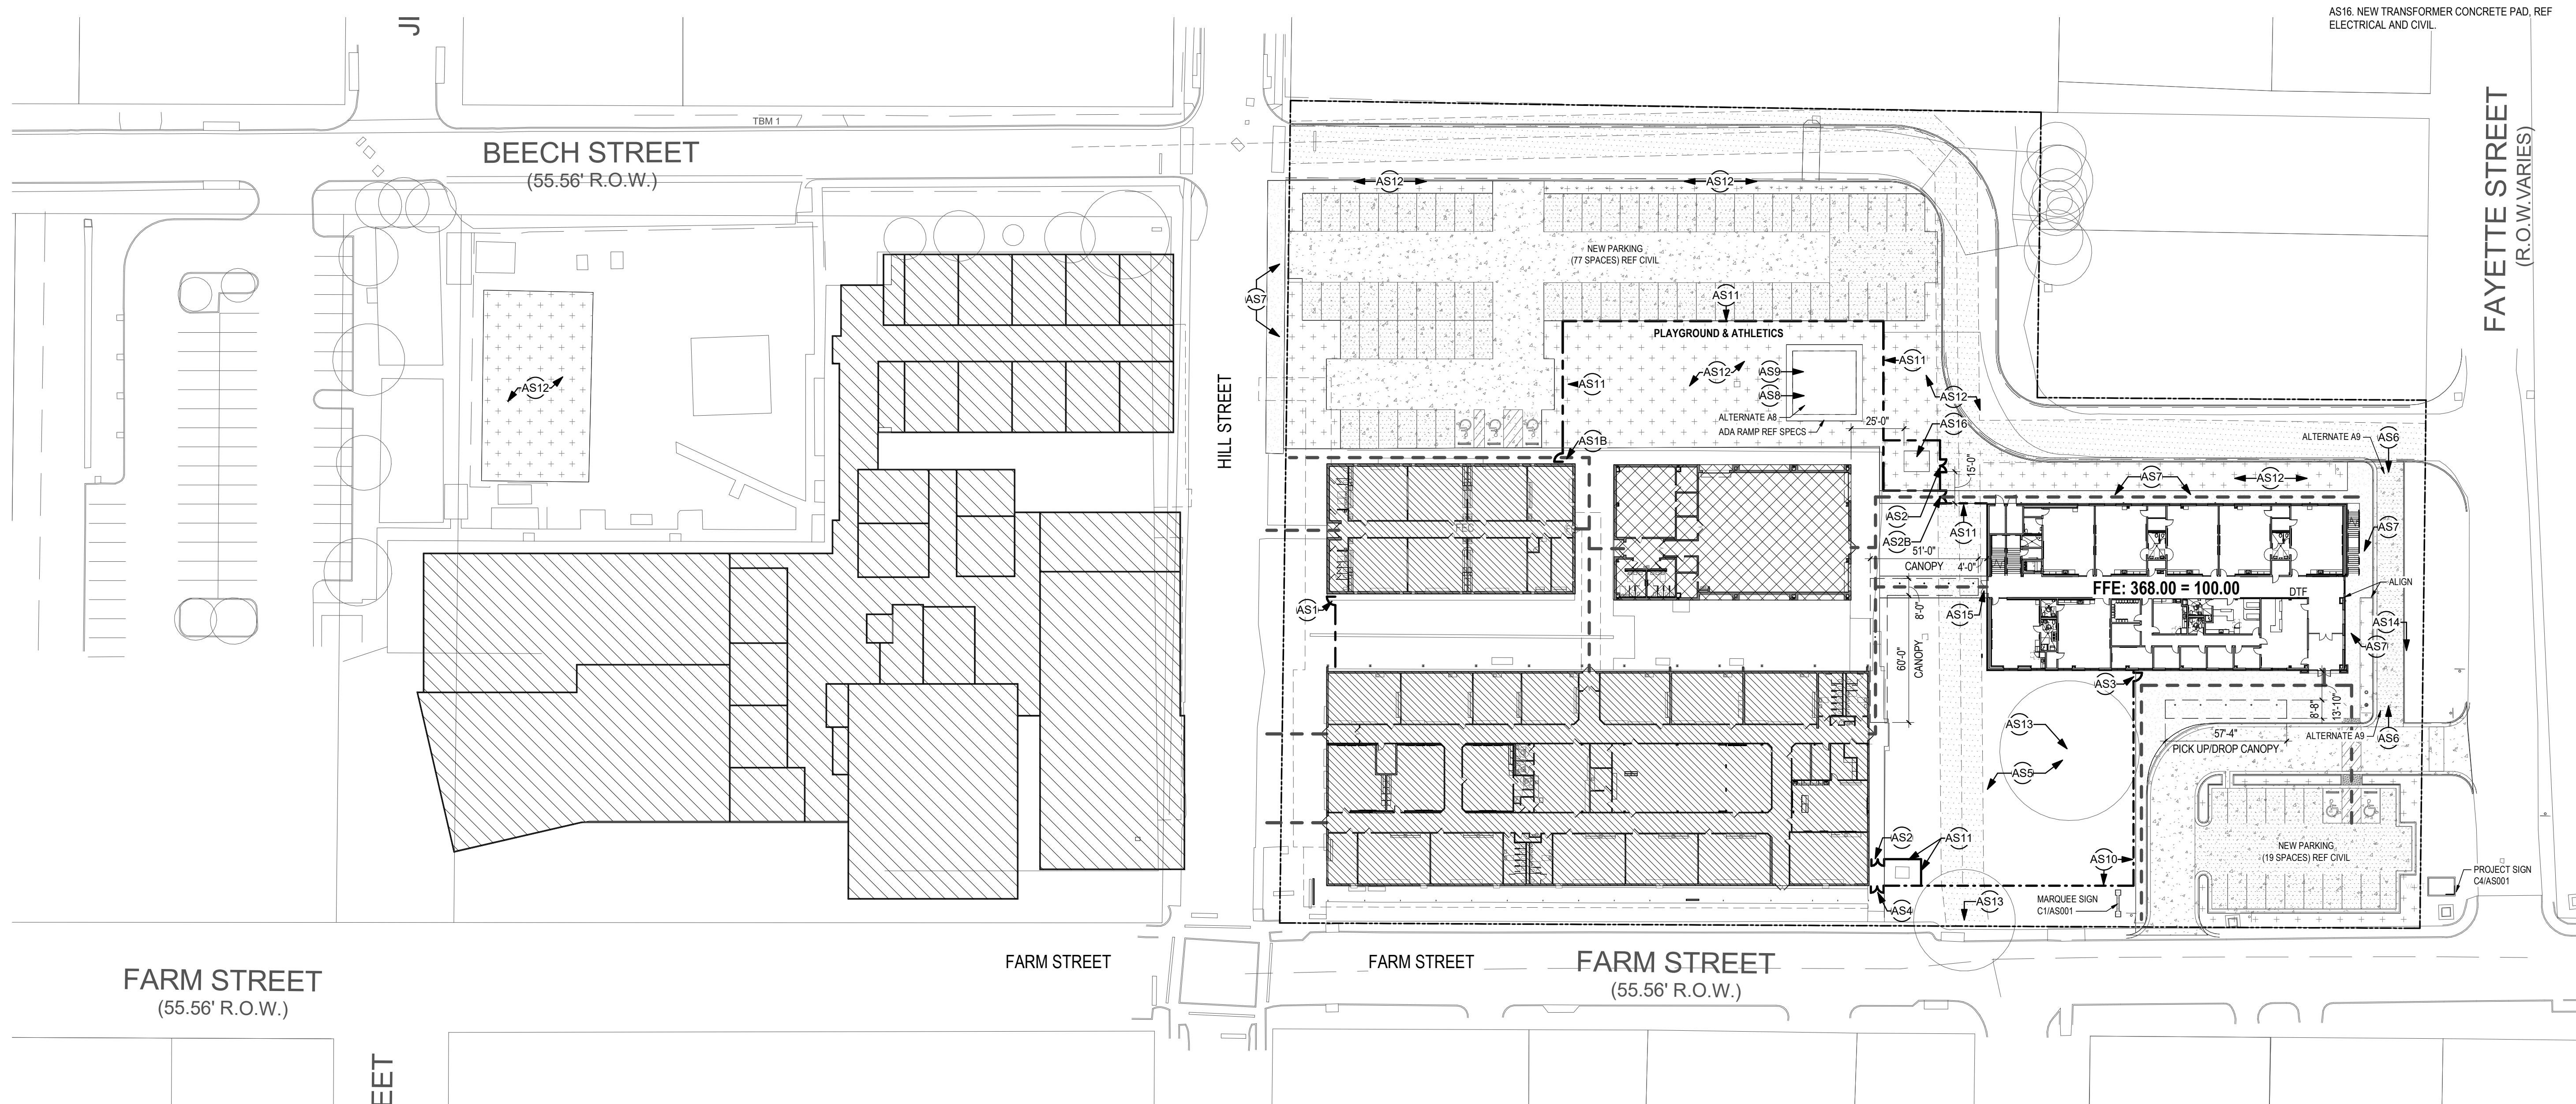 AS16. NEW TRANSFORMER CONCRETE PAD, REF
ELECTRICAL AND CIVIL.
BEECH STREET
(55.56' R.O.W.)
TBM 1
FAYETTE STREET
(R.O.W.VARIES)
HILL STREET
AS12
AS12
AS12
NEW PARKING
(77 SPACES) REF CIVIL
AS7
AS11
PLAYGROUND & ATHLETICS
AS11
AS12
AS9
AS8
ALTERNATE A8
ADA RAMP REF SPECS
AS11
AS12
25'-0"
AS16
AS1B
15'-0"
ALTERNATE A9
AS6
AS7
AS12
FEC
AS2
AS2B
AS11
51'-0"
CANOPY
4'-0"
AS7
FFE: 368.00 = 100.00
DTF
ALIGN
AS1
AS15
8'-0"
60'-0"
CANOPY
AS14
AS7
AS3
AS13
AS5
8'-8"
13'-10"
57'-4"
PICK UP/DROP CANOPY
ALTERNATE A9
AS6
AS2
AS11
AS10
NEW PARKING
(19 SPACES) REF CIVIL
PROJECT SIGN
C4/AS001
MARQUEE SIGN
C1/AS001
AS4
AS13
FARM STREET
(55.56' R.O.W.)
FARM STREET
FARM STREET
FARM STREET
(55.56' R.O.W.)
EET